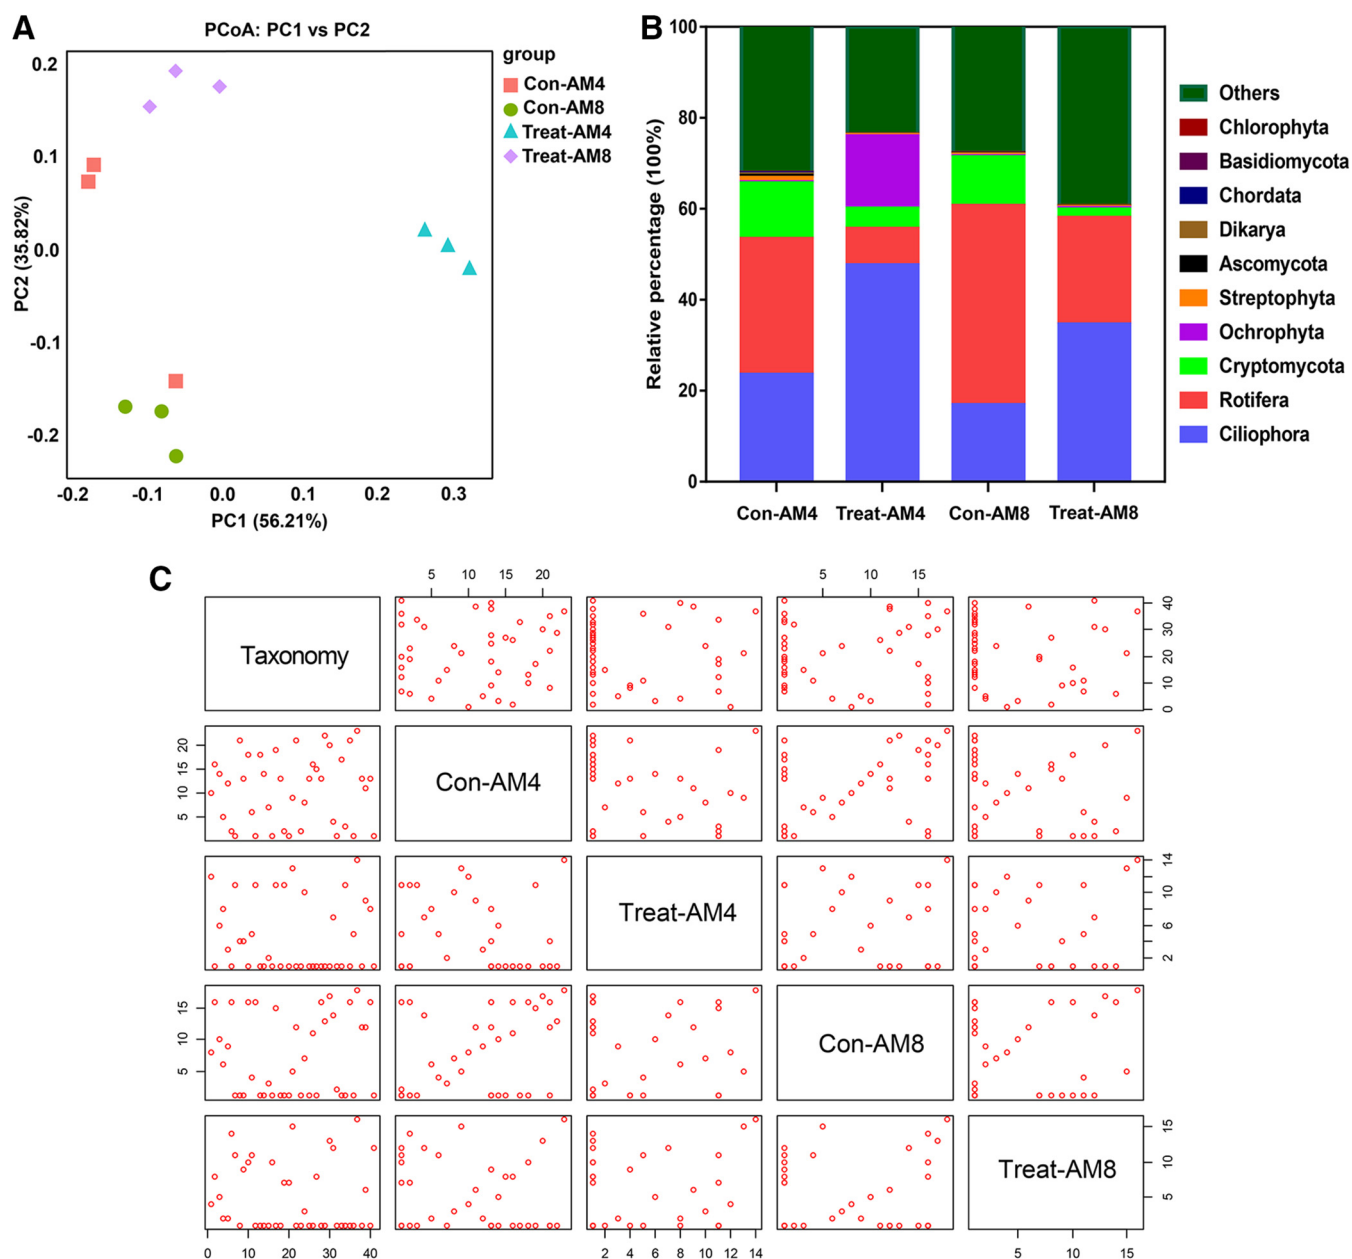 A
PCoA: PC1 vs PC2
0.2
0.1
0.0
-0.1
-0.2
PC2 (35.82%)
-0.2 -0.1 0.0 0.1 0.2 0.3
PC1 (56.21%)
group
Con-AM4
Con-AM8
Treat-AM4
Treat-AM8
B
100
80
60
40
20
0
Relative percentage (100%)
Con-AM4 Treat-AM4 Con-AM8 Treat-AM8
Others
Chlorophyta
Basidiomycota
Chordata
Dikarya
Ascomycota
Streptophyta
Ochrophyta
Cryptomycota
Rotifera
Ciliophora
C
5 10 15 20 5 10 15
Taxonomy
40
30
20
10
0
20
15
10
5
Con-AM4
Treat-AM4
14
10
6
2
15
10
5
Con-AM8
Treat-AM8
15
10
5
0 10 20 30 40 2 4 6 8 10 12 14 5 10 15